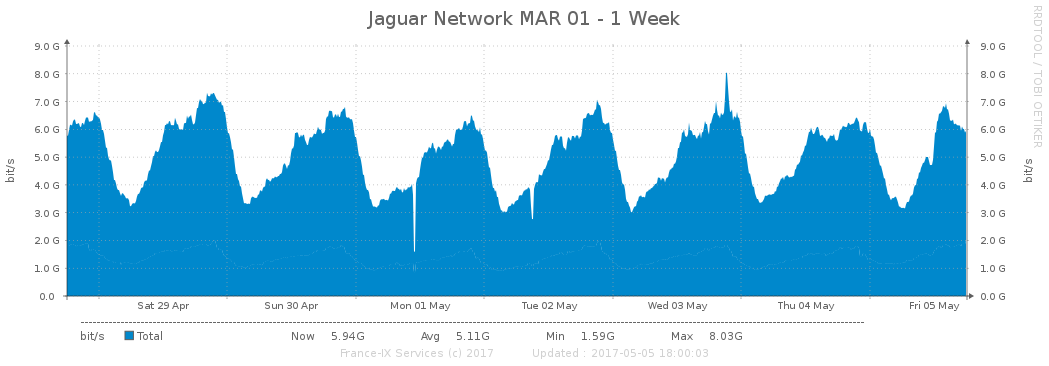 Jaguar Network MAR 01 - 1 Week
RRDTOOL / TOBI OETIKER
bit/s
9.0 G 9.0 G
8.0 G 8.0 G
7.0 G 7.0 G
6.0 G 6.0 G
5.0 G 5.0 G
4.0 G 4.0 G
3.0 G 3.0 G
2.0 G 2.0 G
1.0 G 1.0 G
0.0 0.0 G
bit/s
Sat 29 Apr Sun 30 Apr Mon 01 May Tue 02 May Wed 03 May Thu 04 May Fri 05 May
bit/s Total Now 5.94G Avg 5.11G Min 1.59G Max 8.03G
France-IX Services (c) 2017 Updated : 2017-05-05 18:00:03